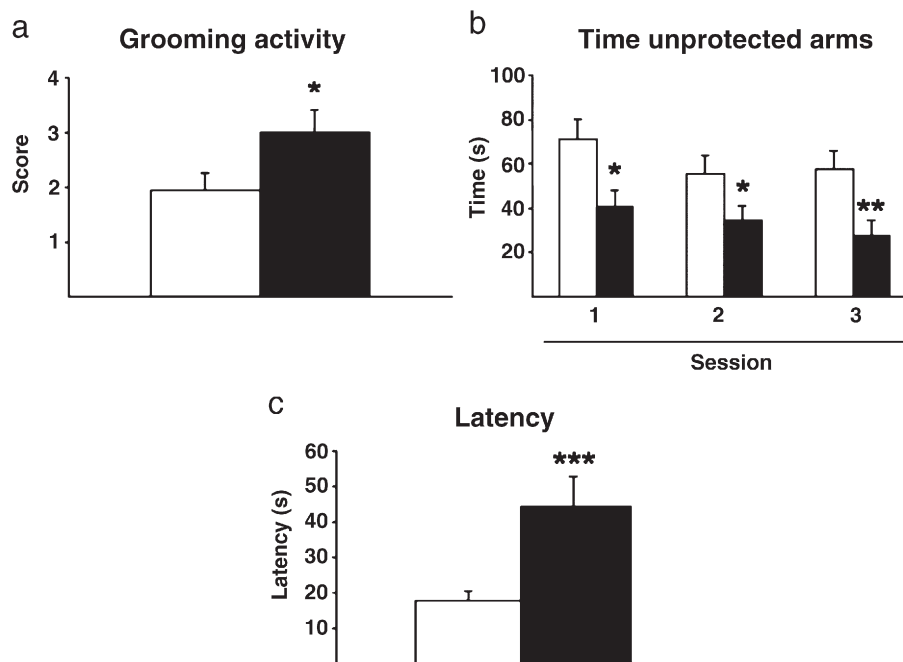 a
Grooming activity
4
3
2
1
Score
*
b
Time unprotected arms
100
80
60
40
20
Time (s)
*
*
**
1 2 3
Session
c
Latency
60
50
40
30
20
10
Latency (s)
***